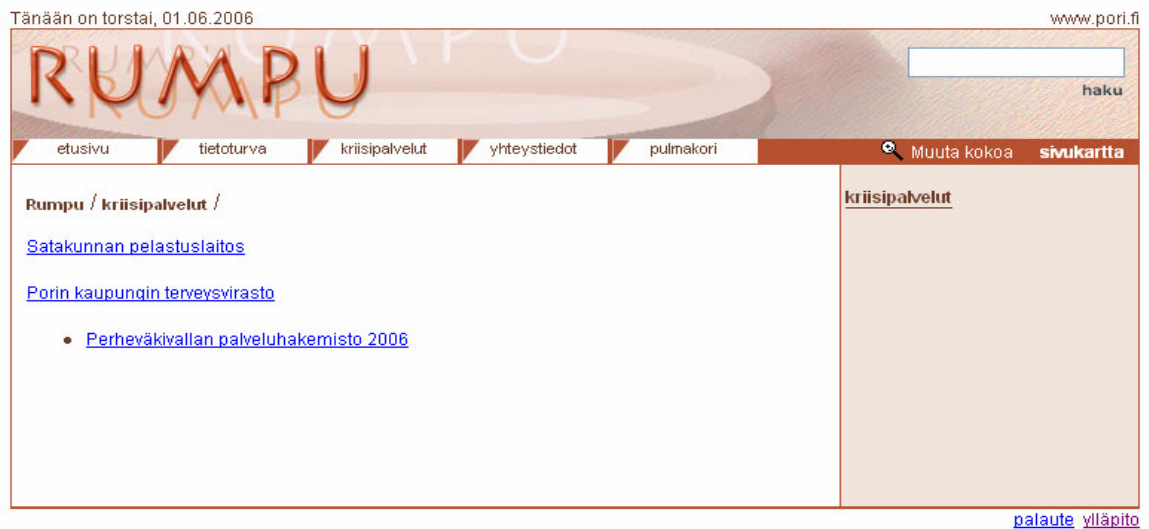 Tänään on torstai, 01.06.2006 www.pori.fi
RUMPU
haku
etusivu tietoturva kriisipalvelut yhteystiedot pulmakori Muuta kokoa sivukartta
Rumpu / kriisipalvelut /
kriisipalvelut
Satakunnan pelastuslaitos
Porin kaupungin terveysvirasto
• Perheväkivallan palveluhakemisto 2006
palaute ylläpito